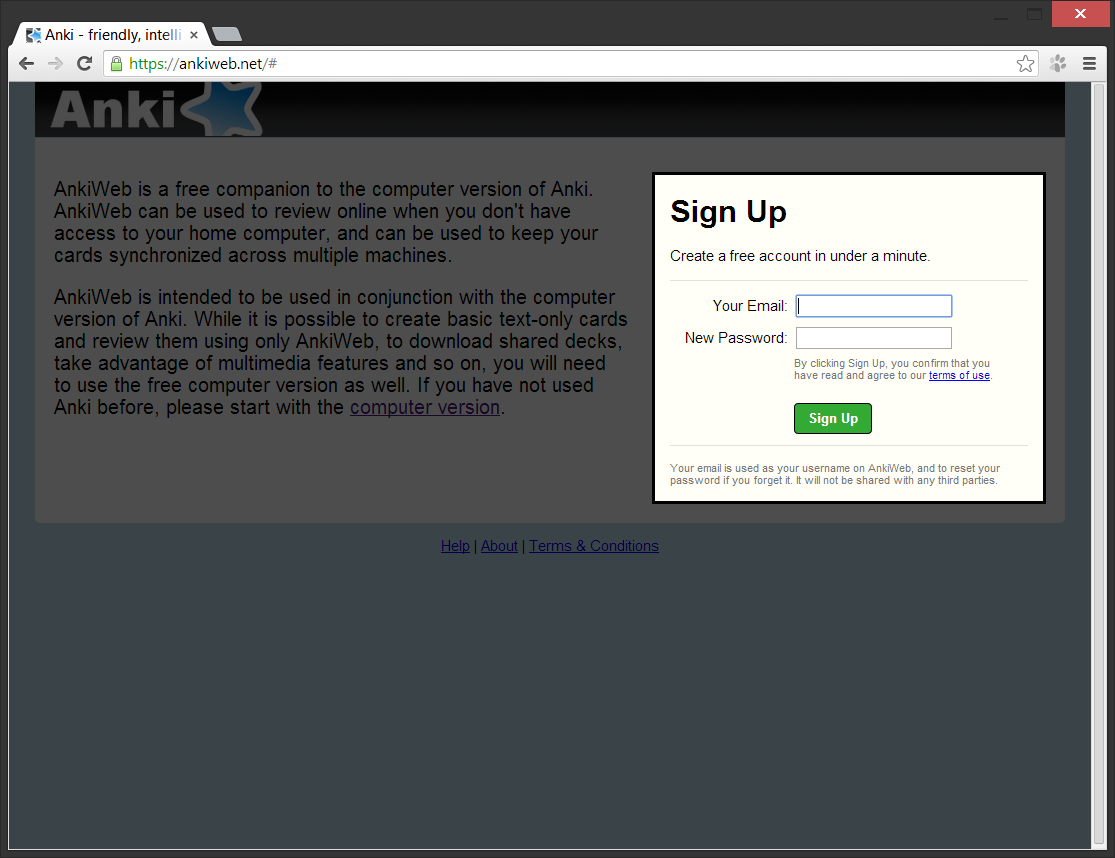 Anki - friendly, intelli
https://ankiweb.net/#
Anki
AnkiWeb is a free companion to the computer version of Anki.
AnkiWeb can be used to review online when you don't have
access to your home computer, and can be used to keep your
cards synchronized across multiple machines.
AnkiWeb is intended to be used in conjunction with the computer
version of Anki. While it is possible to create basic text-only cards
and review them using only AnkiWeb, to download shared decks,
take advantage of multimedia features and so on, you will need
to use the free computer version as well. If you have not used
Anki before, please start with the computer version.
Sign Up
Create a free account in under a minute.
Your Email:
New Password:
By clicking Sign Up, you confirm that you
have read and agree to our terms of use.
Sign Up
Your email is used as your username on AnkiWeb, and to reset your
password if you forget it. It will not be shared with any third parties.
Help | About | Terms & Conditions